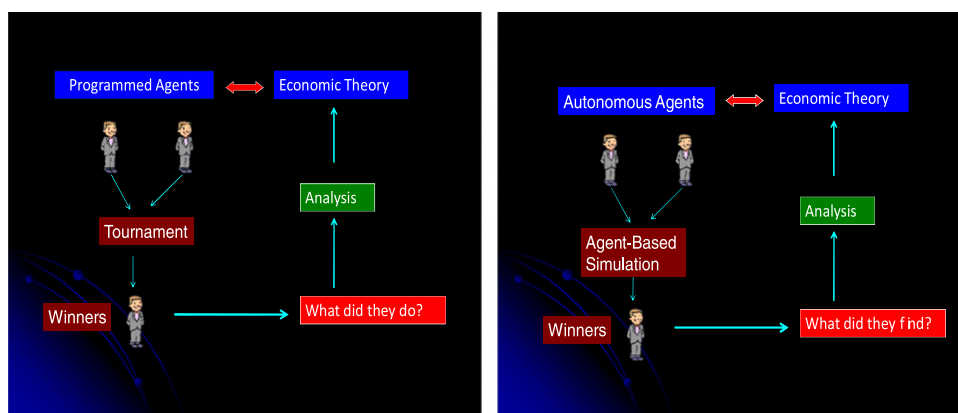 Programmed Agents
Economic Theory
Analysis
Tournament
What did they do?
Winners
Autonomous Agents
Economic Theory
Analysis
Agent-Based
Simulation
What did they find?
Winners